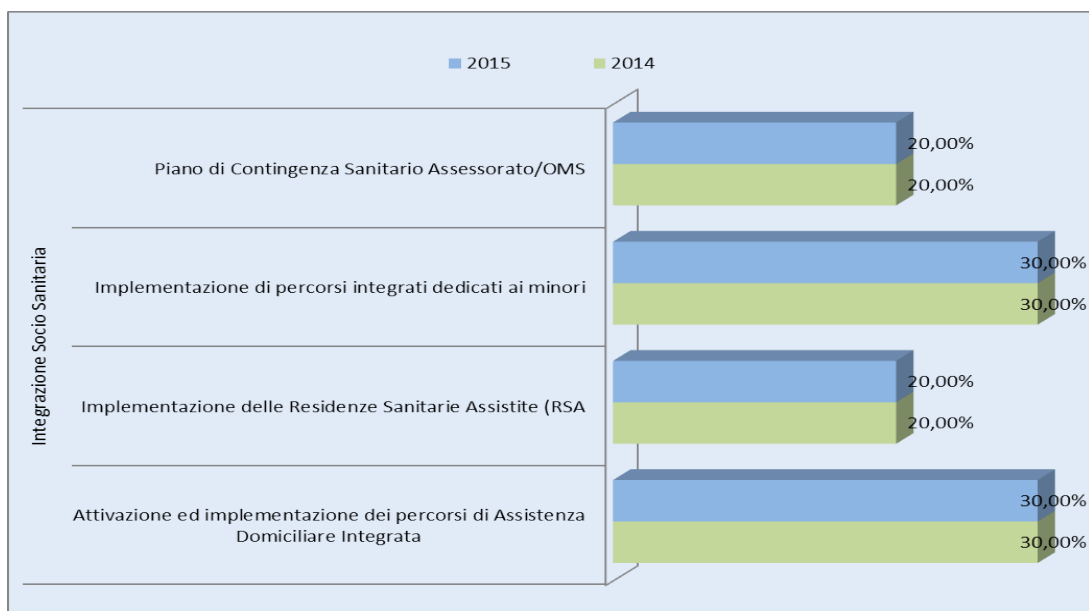 2015 2014
Integrazione Socio Sanitaria
Piano di Contingenza Sanitario Assessorato/OMS
20,00%
20,00%
Implementazione di percorsi integrati dedicati ai minori
30,00%
30,00%
Implementazione delle Residenze Sanitarie Assistite (RSA
20,00%
20,00%
Attivazione ed implementazione dei percorsi di Assistenza
Domiciliare Integrata
30,00%
30,00%